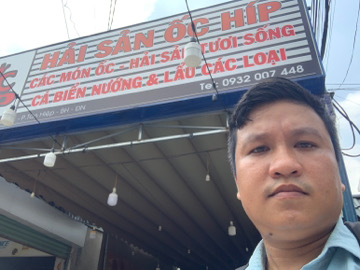 HẢI SẢN ỐC HÍP
CÁC MÓN ỐC - HẢI SẢN TƯƠI SỐNG
CÁ BIỂN NƯỚNG & LẨU CÁC LOẠI
Tel: 0932 007 448